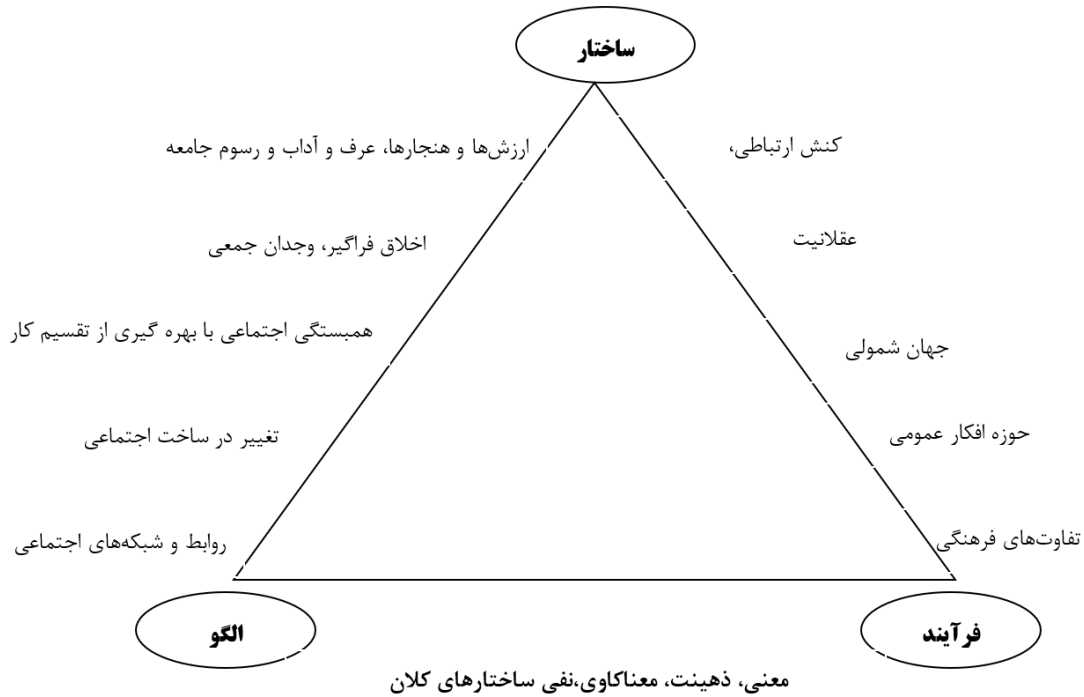 ساختار
کنش ارتباطی،
ارزش‌ها و هنجارها، عرف و آداب و رسوم جامعه
عقلانیت
اخلاق فراگیر، وجدان جمعی
جهان شمولی
همبستگی اجتماعی با بهره گیری از تقسیم کار
حوزه افکار عمومی
تغییر در ساخت اجتماعی
تفاوت‌های فرهنگی
روابط و شبکه‌های اجتماعی
فرآیند
الگو
معنی، ذهینت، معناکاوی،نفی ساختارهای کلان